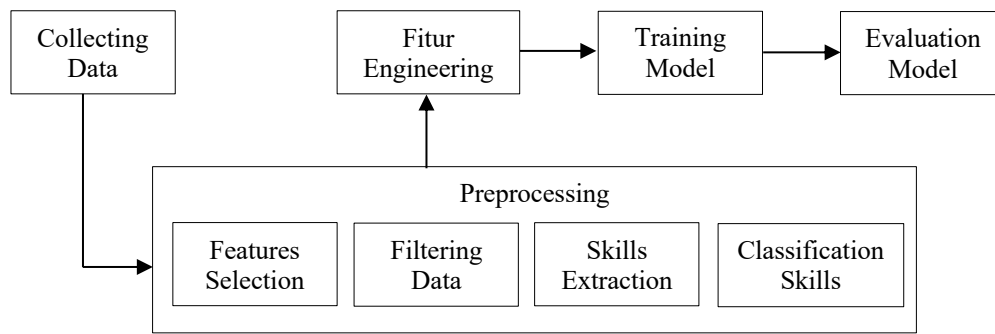 Collecting
Data
Fitur
Engineering
Training
Model
Evaluation
Model
Preprocessing
Features
Selection
Filtering
Data
Skills
Extraction
Classification
Skills